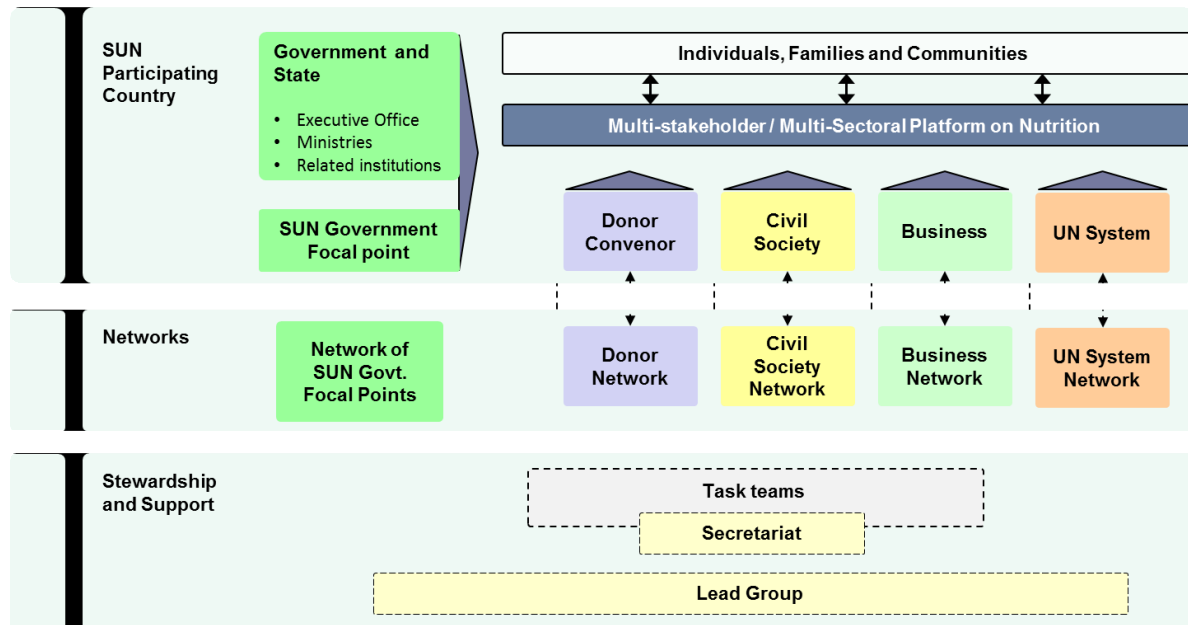 SUN
Participating
Country
Government and
State
• Executive Office
• Ministries
• Related institutions
SUN Government
Focal point
Individuals, Families and Communities
Multi-stakeholder / Multi-Sectoral Platform on Nutrition
Donor
Convenor
Civil
Society
Business
UN System
Networks
Network of
SUN Govt.
Focal Points
Donor
Network
Civil
Society
Network
Business
Network
UN System
Network
Stewardship
and Support
Task teams
Secretariat
Lead Group